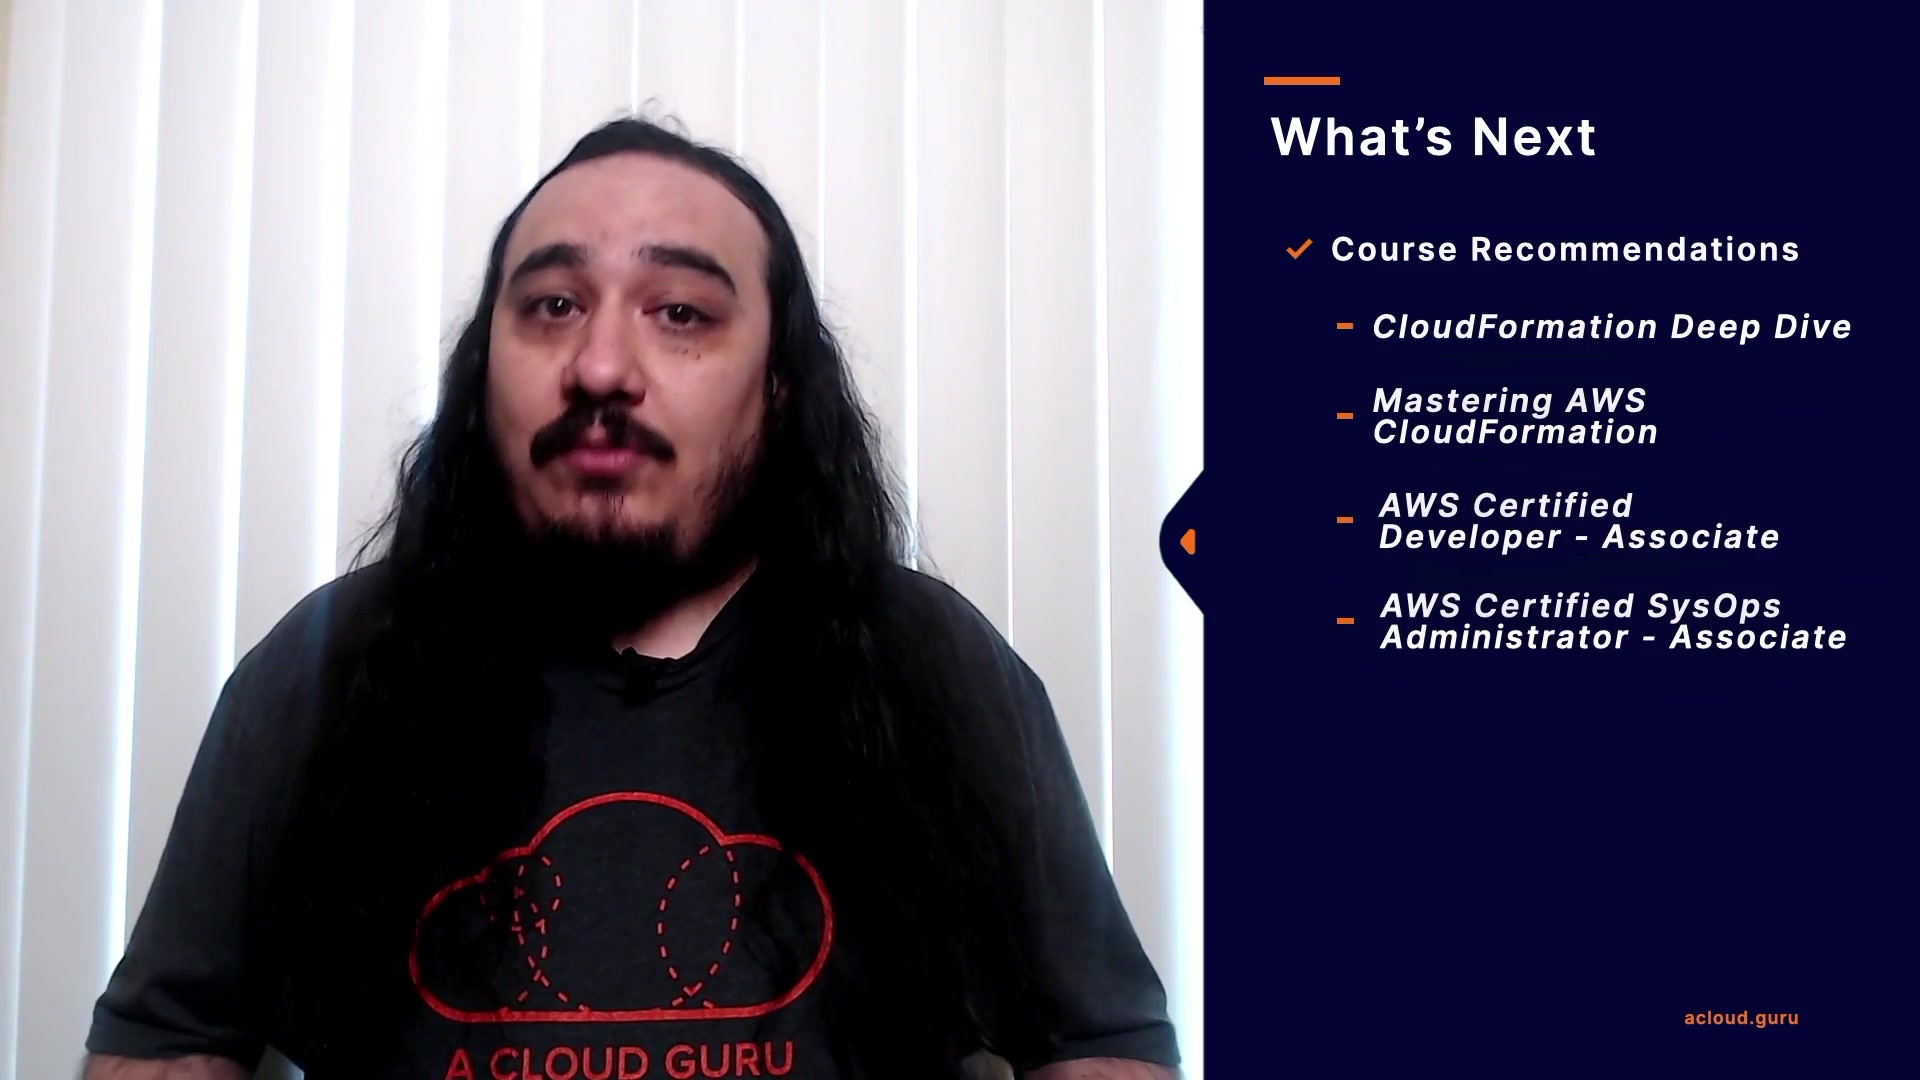 What's Next
Course Recommendations
CloudFormation Deep Dive
Mastering AWS
CloudFormation
AWS Certified
Developer - Associate
AWS Certified SysOps
Administrator - Associate
acloud.guru
A CLOUD GURU